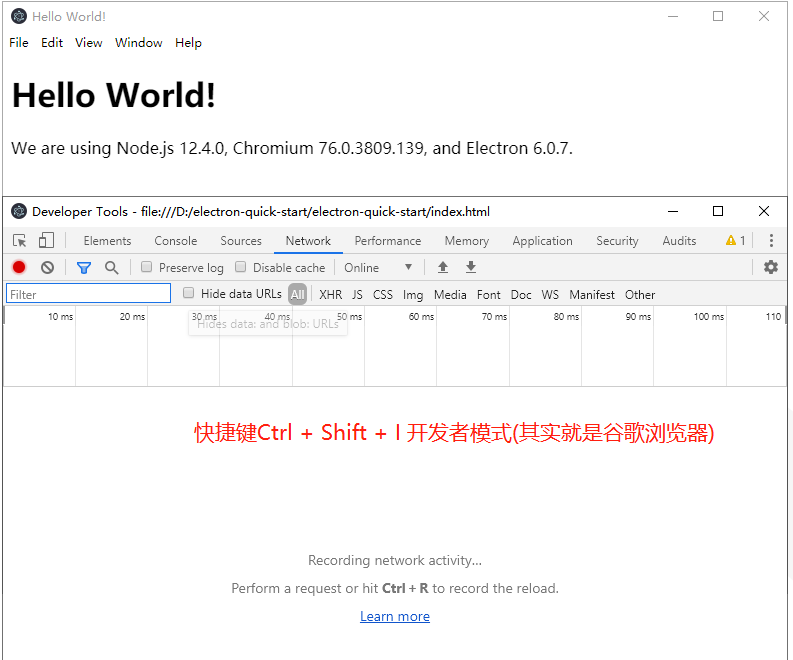 Hello World!
File Edit View Window Help
Hello World!
We are using Node.js 12.4.0, Chromium 76.0.3809.139, and Electron 6.0.7.
Developer Tools - file:///D:/electron-quick-start/electron-quick-start/index.html
Elements Console Sources Network Performance Memory Application Security Audits 1
Preserve log Disable cache Online
Filter Hide data URLs All XHR JS CSS Img Media Font Doc WS Manifest Other
10 ms 20 ms 30 ms 40 ms 50 ms 60 ms 70 ms 80 ms 90 ms 100 ms 110
Hides data: and blob: URLs
快捷键Ctrl + Shift + I 开发者模式(其实就是谷歌浏览器)
Recording network activity...
Perform a request or hit Ctrl + R to record the reload.
Learn more